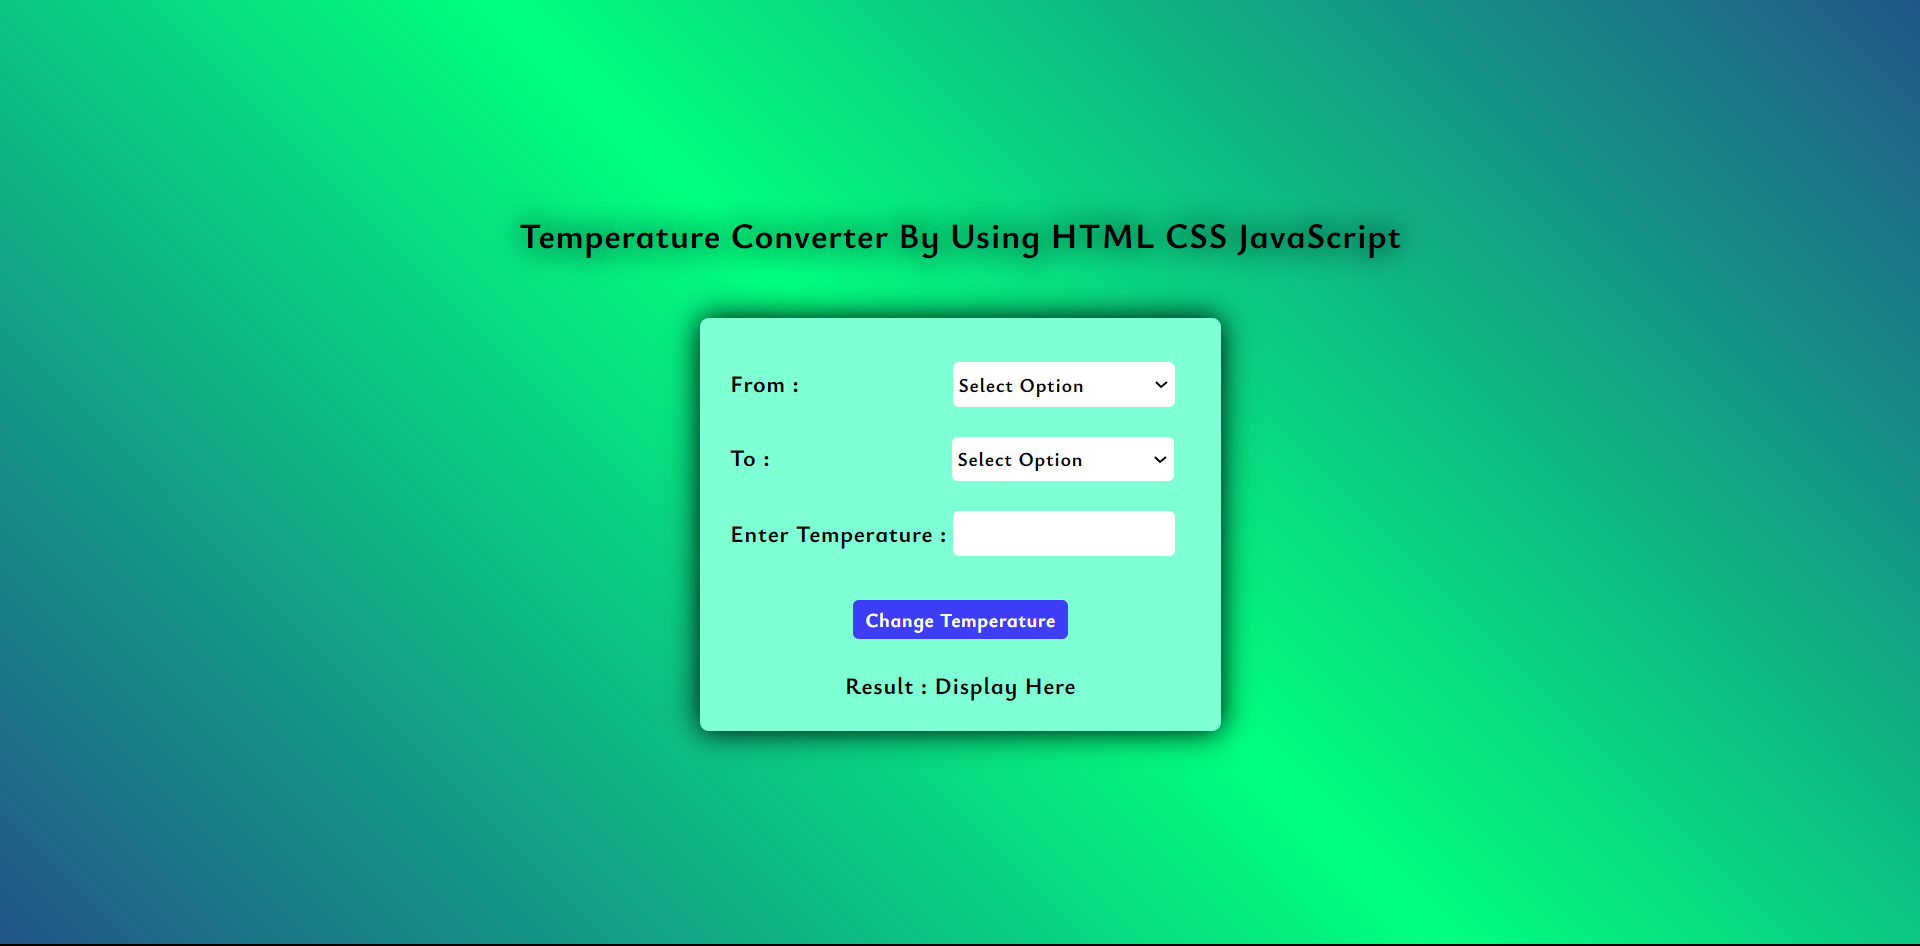 Temperature Converter By Using HTML CSS JavaScript
From : Select Option
To : Select Option
Enter Temperature :
Change Temperature
Result : Display Here